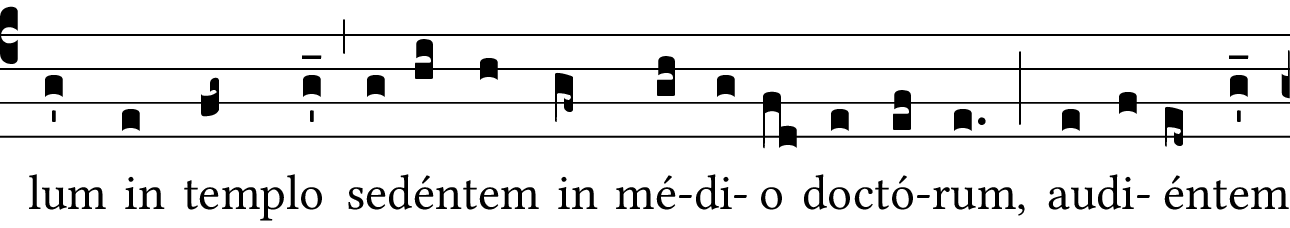 lum in templo sedéntem in mé-di- o doctó-rum, audi- éntem